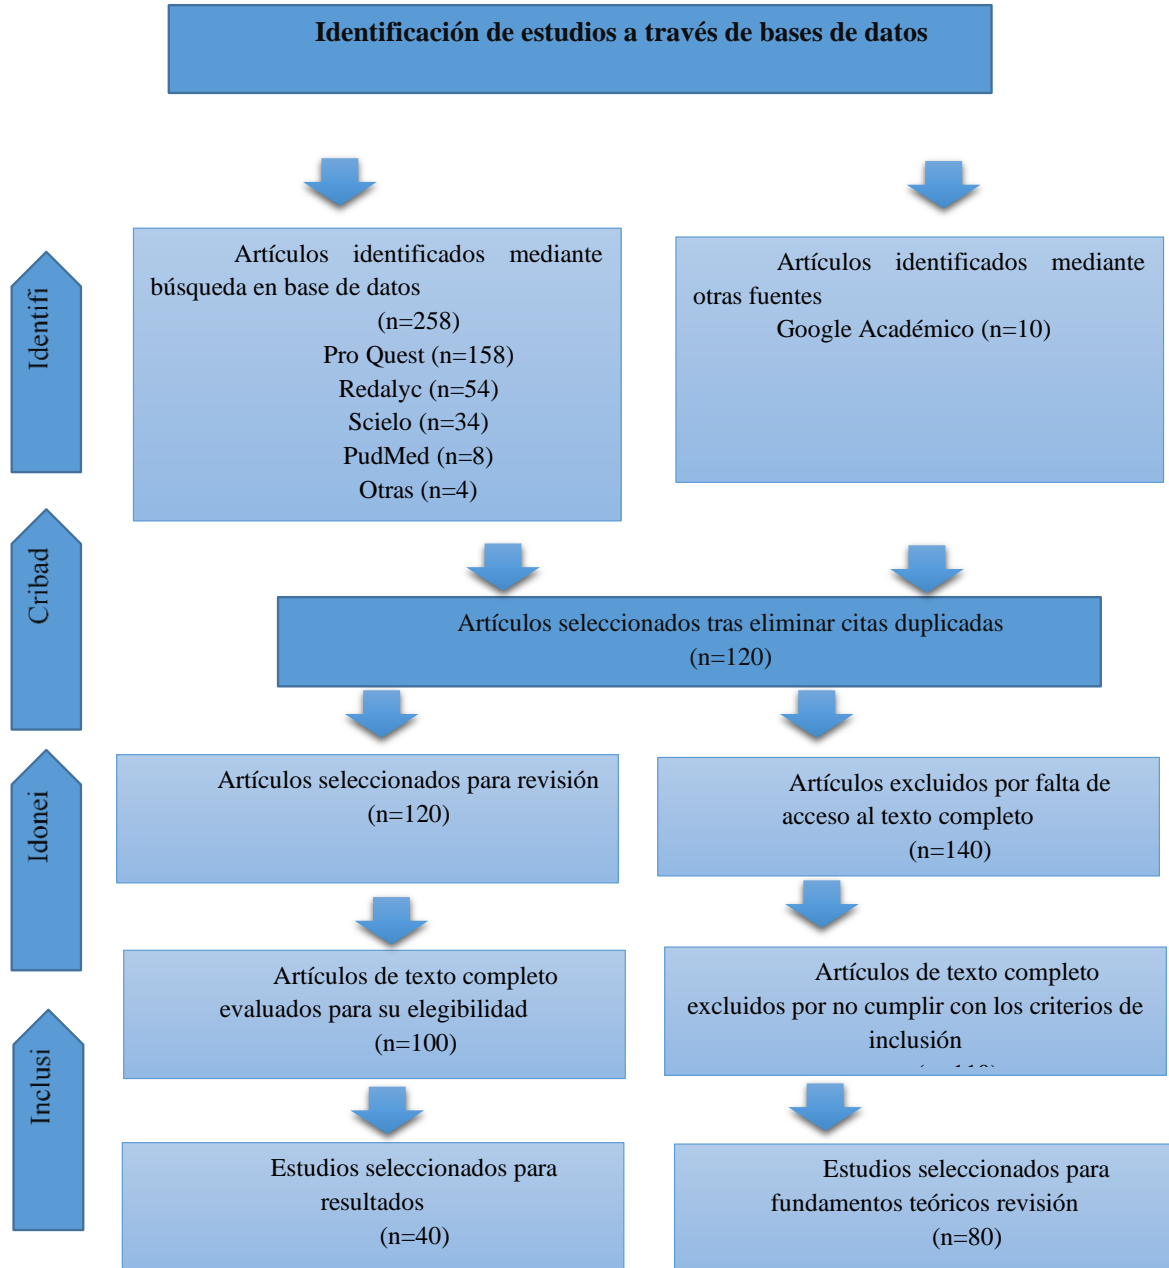 Identificación de estudios a través de bases de datos
Identifi
Artículos identificados mediante
búsqueda en base de datos
(n=258)
Pro Quest (n=158)
Redalyc (n=54)
Scielo (n=34)
PudMed (n=8)
Otras (n=4)
Artículos identificados mediante
otras fuentes
Google Académico (n=10)
Cribad
Artículos seleccionados tras eliminar citas duplicadas
(n=120)
Idonei
Artículos seleccionados para revisión
(n=120)
Artículos excluidos por falta de
acceso al texto completo
(n=140)
Artículos de texto completo
evaluados para su elegibilidad
(n=100)
Artículos de texto completo
excluidos por no cumplir con los criterios de
inclusión
Inclusi
Estudios seleccionados para
resultados
(n=40)
Estudios seleccionados para
fundamentos teóricos revisión
(n=80)